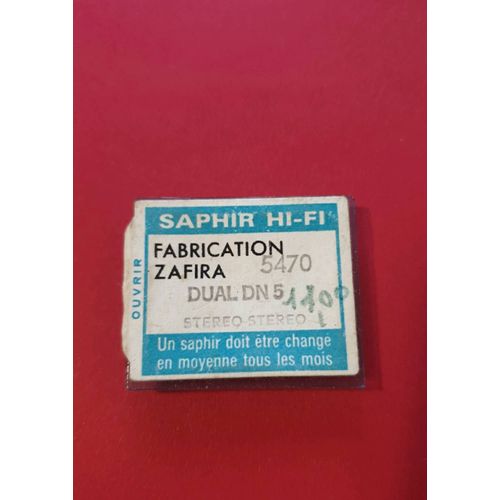 SAPHIR HI-FI
OUVRIR
FABRICATION
ZAFIRA 5470
DUAL DN 5
STEREO-STEREO
Un saphir doit être changé
en moyenne tous les mois